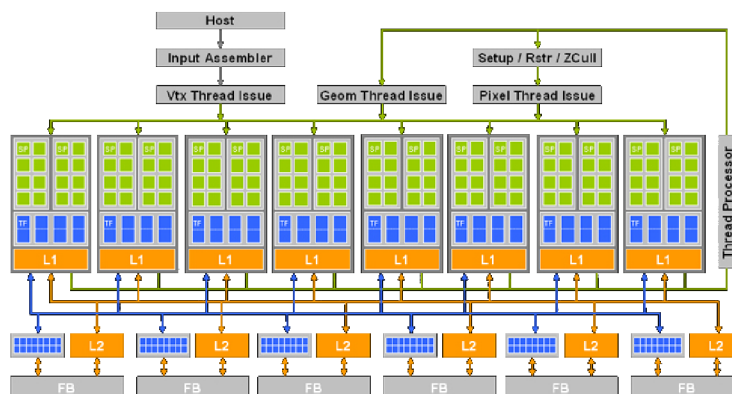 Host
Input Assembler
Setup / Rstr / ZCull
Vtx Thread Issue
Geom Thread Issue
Pixel Thread Issue
SP SP SP SP SP SP SP SP SP SP SP SP SP SP SP SP
TF TF TF TF TF TF TF TF
L1 L1 L1 L1 L1 L1 L1 L1
Thread Processor
L2 L2 L2 L2 L2 L2
FB FB FB FB FB FB